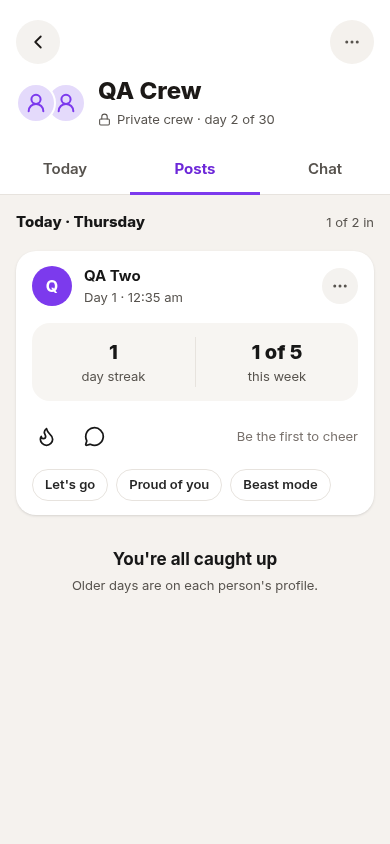 QA Crew
Private crew · day 2 of 30
Today
Posts
Chat
Today · Thursday
1 of 2 in
Q
QA Two
Day 1 · 12:35 am
1
day streak
1 of 5
this week
Be the first to cheer
Let's go
Proud of you
Beast mode
You're all caught up
Older days are on each person's profile.